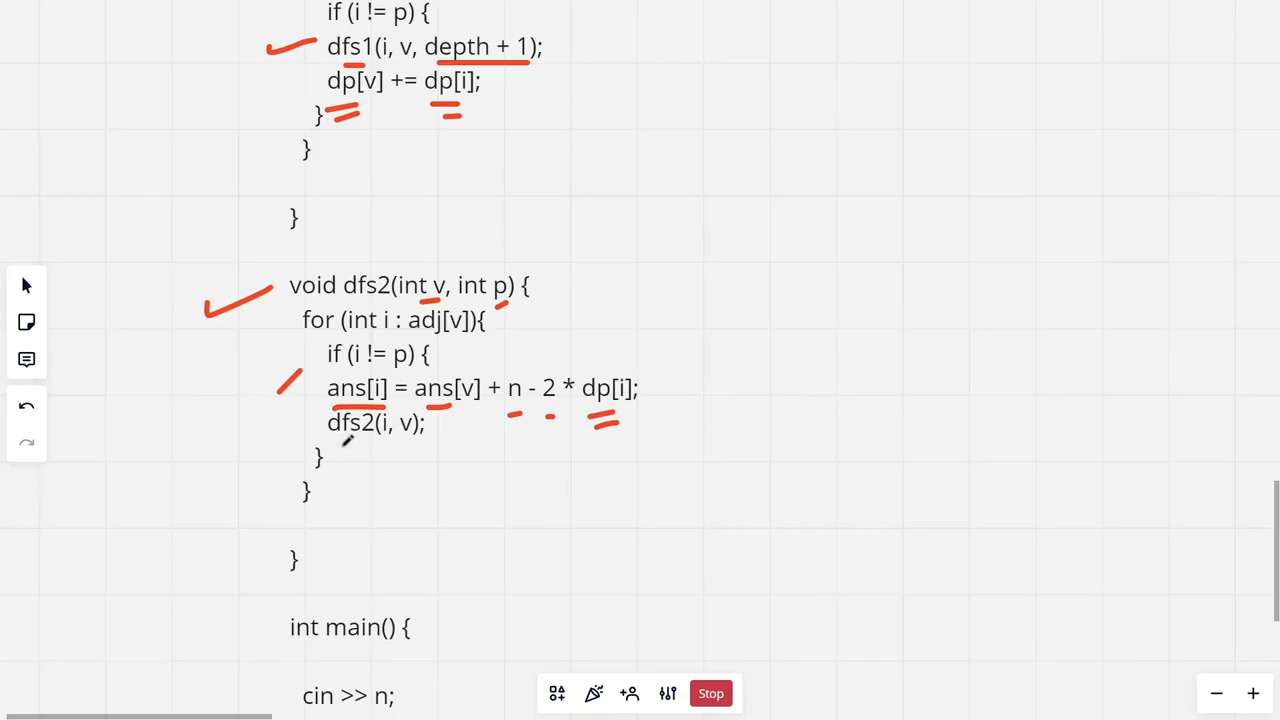 if (i != p) {
dfs1(i, v, depth + 1);
dp[v] += dp[i];
}
}
}
void dfs2(int v, int p) {
for (int i : adj[v]){
if (i != p) {
ans[i] = ans[v] + n - 2 * dp[i];
dfs2(i, v);
}
}
}
int main() {
cin >> n;
Stop